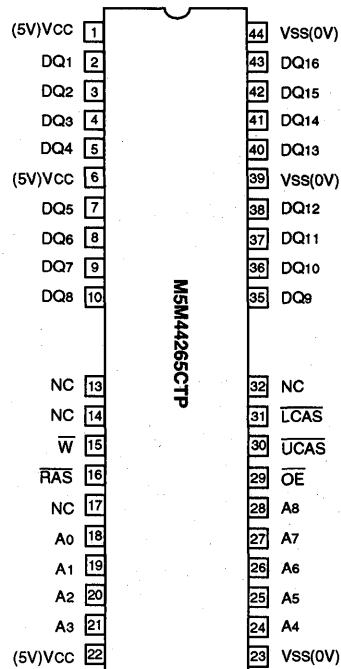 (5V)VCC 1 44 VSS(0V)
DQ1 2 43 DQ16
DQ2 3 42 DQ15
DQ3 4 41 DQ14
DQ4 5 40 DQ13
(5V)VCC 6 39 VSS(0V)
DQ5 7 38 DQ12
DQ6 8 37 DQ11
DQ7 9 36 DQ10
DQ8 10 35 DQ9
M5M44265CTP
NC 13 32 NC
NC 14 31 L̅C̅A̅S̅
W̅ 15 30 U̅C̅A̅S̅
R̅A̅S̅ 16 29 O̅E̅
NC 17 28 A8
A0 18 27 A7
A1 19 26 A6
A2 20 25 A5
A3 21 24 A4
(5V)VCC 22 23 VSS(0V)